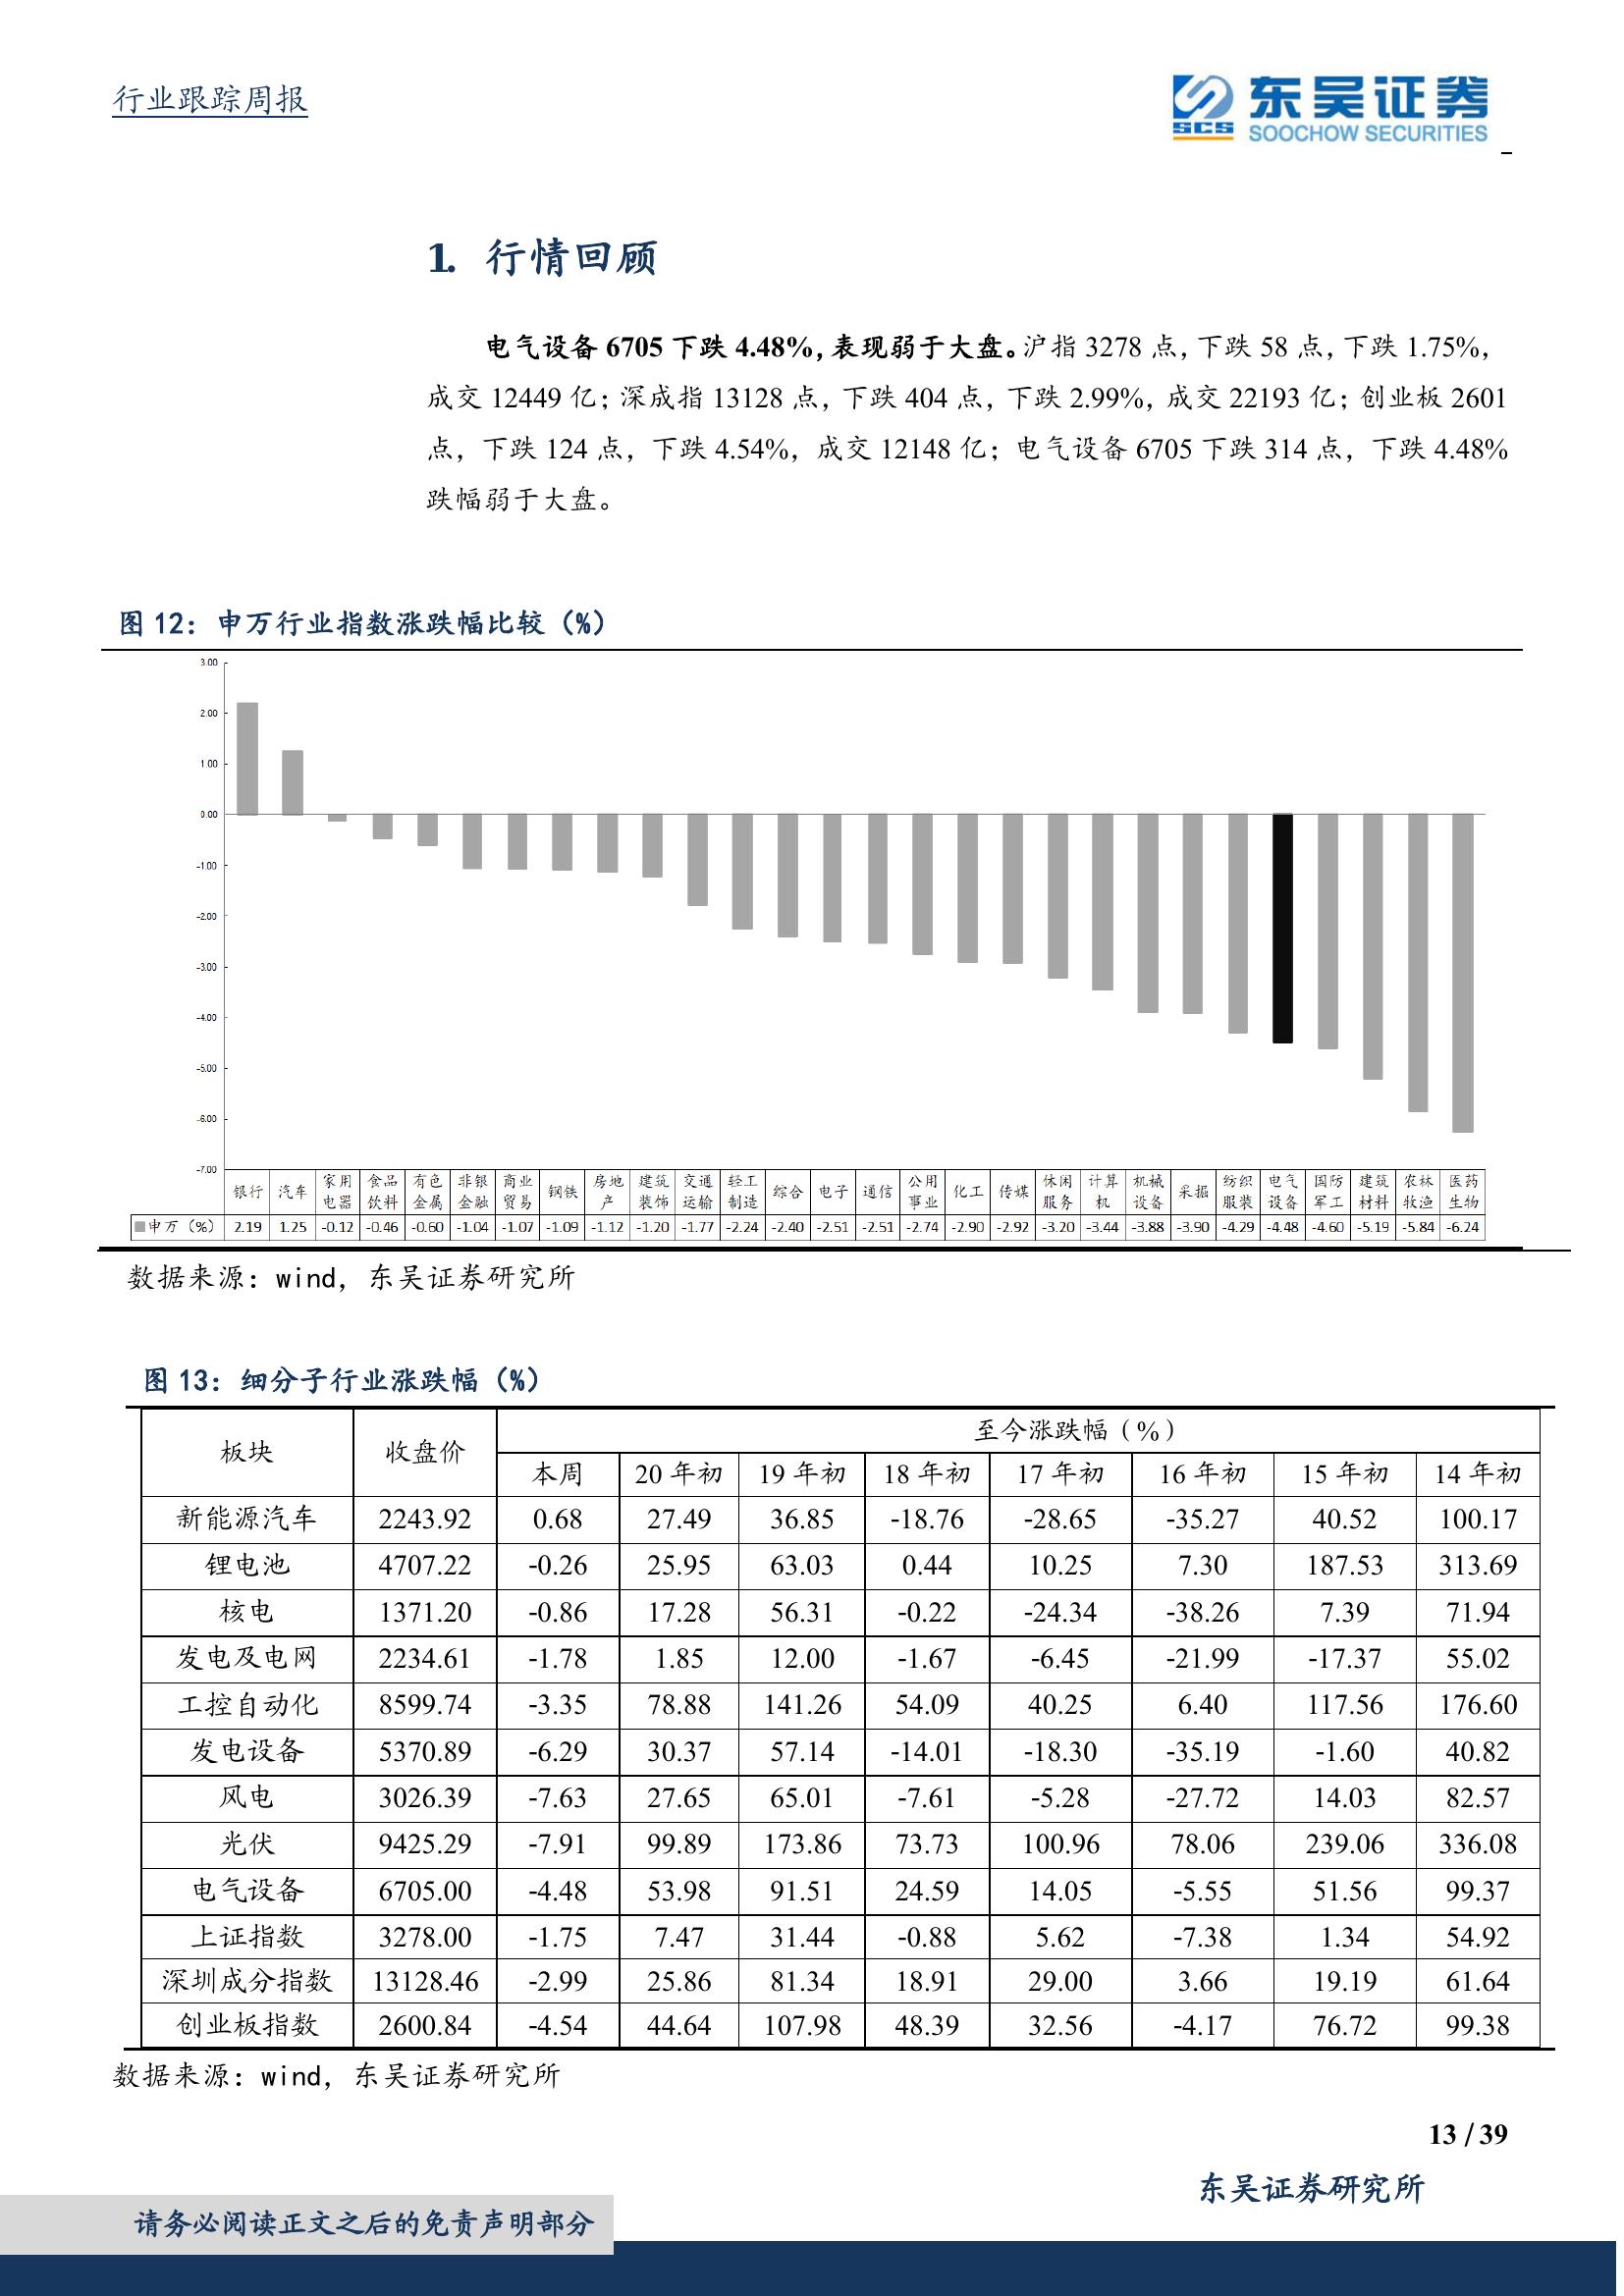 行业跟踪周报
SCS
东吴证券
SOOCHOW SECURITIES
1. 行情回顾
电气设备 6705 下跌 4.48%，表现弱于大盘。沪指 3278 点，下跌 58 点，下跌 1.75%，
成交 12449 亿；深成指 13128 点，下跌 404 点，下跌 2.99%，成交 22193 亿；创业板 2601
点，下跌 124 点，下跌 4.54%，成交 12148 亿；电气设备 6705 下跌 314 点，下跌 4.48%
跌幅弱于大盘。
图 12：申万行业指数涨跌幅比较（%）
3.00
2.00
1.00
0.00
-1.00
-2.00
-3.00
-4.00
-5.00
-6.00
-7.00
银行 汽车 家用电器 食品饮料 有色金属 非银金融 商业贸易 钢铁 房地产 建筑装饰 交通运输 轻工制造 综合 电子 通信 公用事业 化工 传媒 休闲服务 计算机 机械设备 采掘 纺织服装 电气设备 国防军工 建筑材料 农林牧渔 医药生物
申万（%） 2.19 1.25 -0.12 -0.46 -0.60 -1.04 -1.07 -1.09 -1.12 -1.20 -1.77 -2.24 -2.40 -2.51 -2.51 -2.74 -2.90 -2.92 -3.20 -3.44 -3.88 -3.90 -4.29 -4.48 -4.60 -5.19 -5.84 -6.24
数据来源：wind，东吴证券研究所
图 13：细分子行业涨跌幅（%）
板块 收盘价 至今涨跌幅（%）
本周 20 年初 19 年初 18 年初 17 年初 16 年初 15 年初 14 年初
新能源汽车 2243.92 0.68 27.49 36.85 -18.76 -28.65 -35.27 40.52 100.17
锂电池 4707.22 -0.26 25.95 63.03 0.44 10.25 7.30 187.53 313.69
核电 1371.20 -0.86 17.28 56.31 -0.22 -24.34 -38.26 7.39 71.94
发电及电网 2234.61 -1.78 1.85 12.00 -1.67 -6.45 -21.99 -17.37 55.02
工控自动化 8599.74 -3.35 78.88 141.26 54.09 40.25 6.40 117.56 176.60
发电设备 5370.89 -6.29 30.37 57.14 -14.01 -18.30 -35.19 -1.60 40.82
风电 3026.39 -7.63 27.65 65.01 -7.61 -5.28 -27.72 14.03 82.57
光伏 9425.29 -7.91 99.89 173.86 73.73 100.96 78.06 239.06 336.08
电气设备 6705.00 -4.48 53.98 91.51 24.59 14.05 -5.55 51.56 99.37
上证指数 3278.00 -1.75 7.47 31.44 -0.88 5.62 -7.38 1.34 54.92
深圳成分指数 13128.46 -2.99 25.86 81.34 18.91 29.00 3.66 19.19 61.64
创业板指数 2600.84 -4.54 44.64 107.98 48.39 32.56 -4.17 76.72 99.38
数据来源：wind，东吴证券研究所
13 / 39
东吴证券研究所
请务必阅读正文之后的免责声明部分